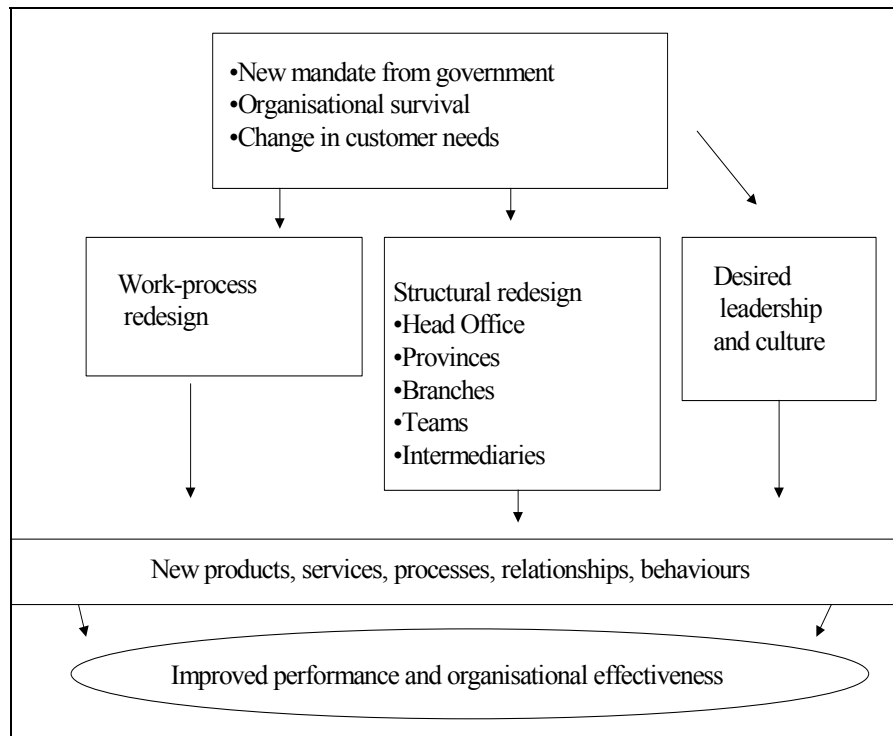 •New mandate from government
•Organisational survival
•Change in customer needs
Work-process
redesign
Structural redesign
•Head Office
•Provinces
•Branches
•Teams
•Intermediaries
Desired
leadership
and culture
New products, services, processes, relationships, behaviours
Improved performance and organisational effectiveness